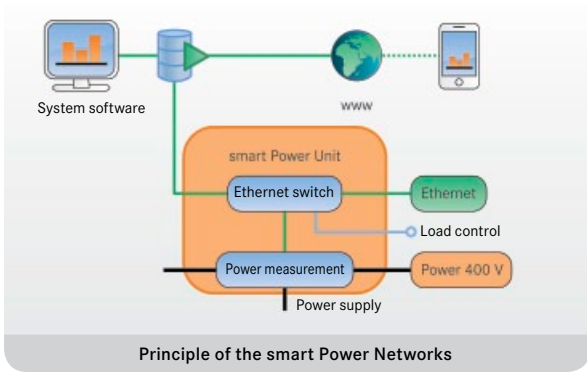 System software
www
smart Power Unit
Ethernet switch
Ethernet
Load control
Power measurement
Power 400 V
Power supply
Principle of the smart Power Networks